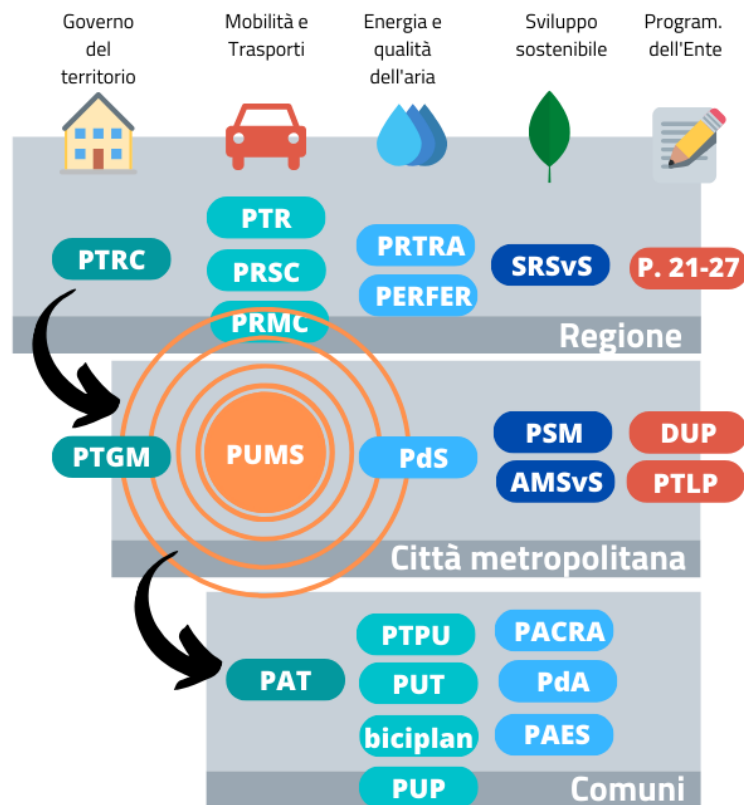 Governo
del
territorio
Mobilità e
Trasporti
Energia e
qualità
dell'aria
Sviluppo
sostenibile
Program.
dell'Ente
PTRC
PTR
PRSC
PRMC
PRTRA
PERFER
SRSvS
P. 21-27
Regione
PTGM
PUMS
PdS
PSM
AMSvS
DUP
PTLP
Città metropolitana
PAT
PTPU
PUT
biciplan
PUP
PACRA
PdA
PAES
Comuni